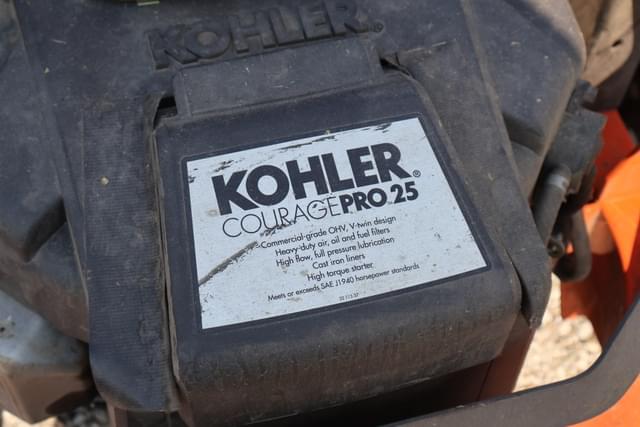 KOHLER
KOHLER®
COURAGE PRO 25
Commercial-grade OHV, V-twin design
Heavy-duty air, oil and fuel filters
High flow, full pressure lubrication
Cast iron liners
High torque starter
Meets or exceeds SAE J1940 horsepower standards